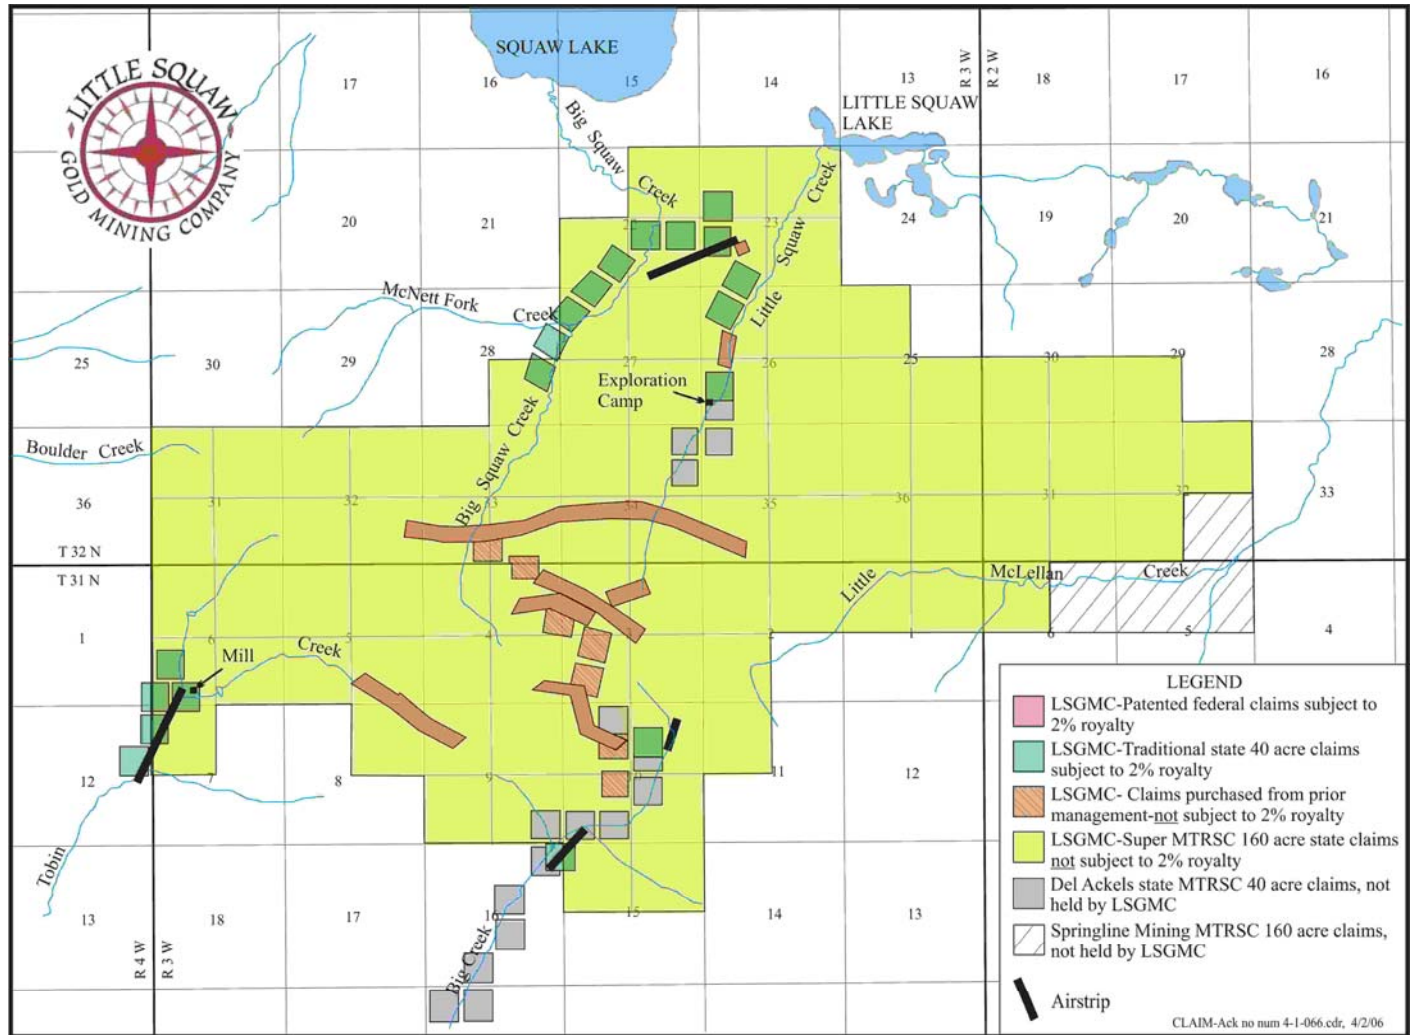 LITTLE SQUAW
GOLD MINING COMPANY
SQUAW LAKE
17
16
15
14
13
R 3 W
R 2 W
18
17
16
LITTLE SQUAW
LAKE
Big Squaw
Creek
20
21
22
23
24
19
20
21
Little Squaw Creek
McNett Fork
Creek
25
30
29
28
27
26
25
30
29
28
Exploration
Camp
Boulder Creek
Big Squaw Creek
36
31
32
33
34
35
36
31
32
33
T 32 N
T 31 N
Little McLellan Creek
1
6
5
4
3
2
1
6
5
4
Mill
Creek
12
7
8
9
10
11
12
Tobin
13
18
17
16
15
14
13
Big Creek
R 4 W
R 3 W
LEGEND
LSGMC-Patented federal claims subject to
2% royalty
LSGMC-Traditional state 40 acre claims
subject to 2% royalty
LSGMC- Claims purchased from prior
management-not subject to 2% royalty
LSGMC-Super MTRSC 160 acre state claims
not subject to 2% royalty
Del Ackels state MTRSC 40 acre claims, not
held by LSGMC
Springline Mining MTRSC 160 acre claims,
not held by LSGMC
Airstrip
CLAIM-Ack no num 4-1-066.cdr, 4/2/06